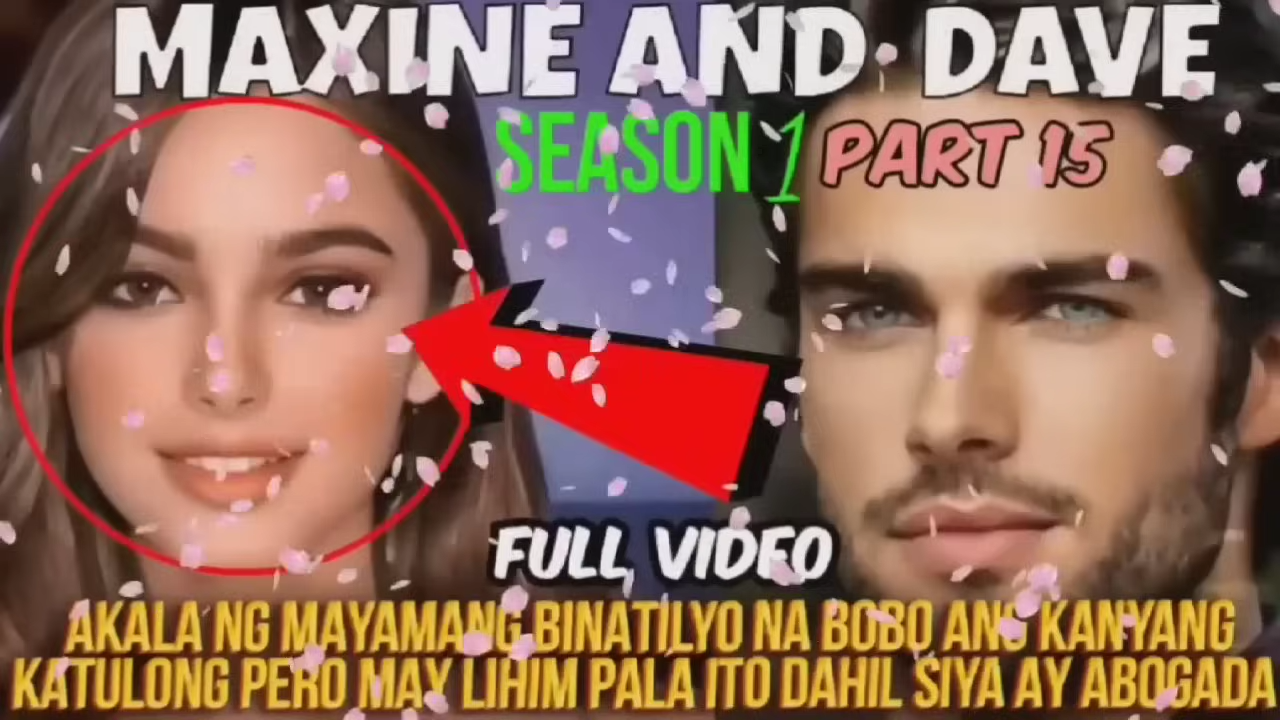 MAXINE AND DAVE
SEASON 1 PART 15
FULL VIDEO
AKALA NG MAYAMANG BINATILYO NA BOBO ANG KANYANG
KATULONG PERO MAY LIHIM PALA ITO DAHIL SIYA AY ABOGADA